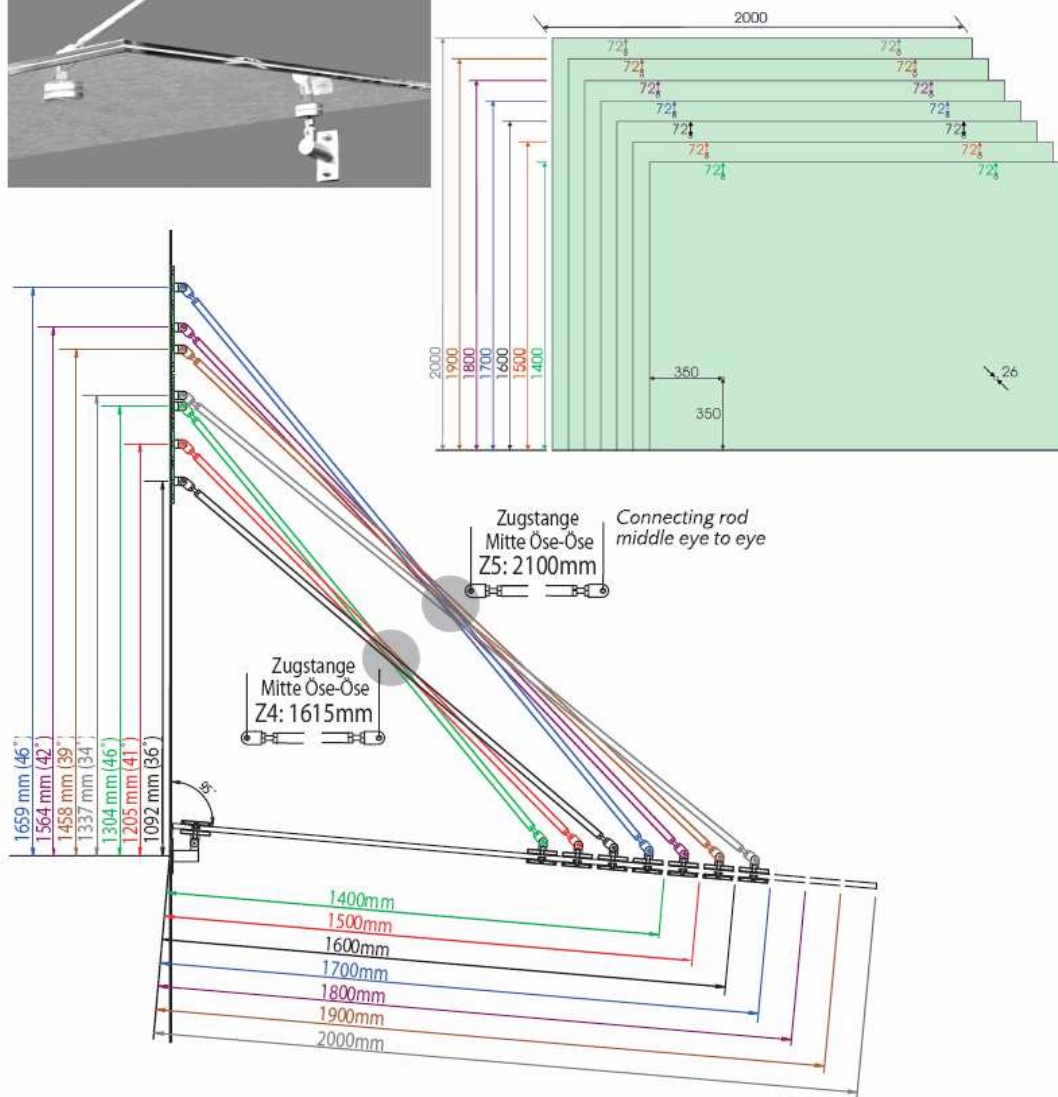 2000
72
72
72
72
72
72
72
72
72
72
72
72
72
72
2000
1900
1800
1700
1600
1500
1400
350
350
26
Zugstange
Mitte Öse-Öse
Z5: 2100mm
Connecting rod
middle eye to eye
Zugstange
Mitte Öse-Öse
Z4: 1615mm
1659 mm (46°)
1564 mm (42°)
1458 mm (39°)
1337 mm (34°)
1304 mm (46°)
1205 mm (41°)
1092 mm (36°)
95°
1400mm
1500mm
1600mm
1700mm
1800mm
1900mm
2000mm